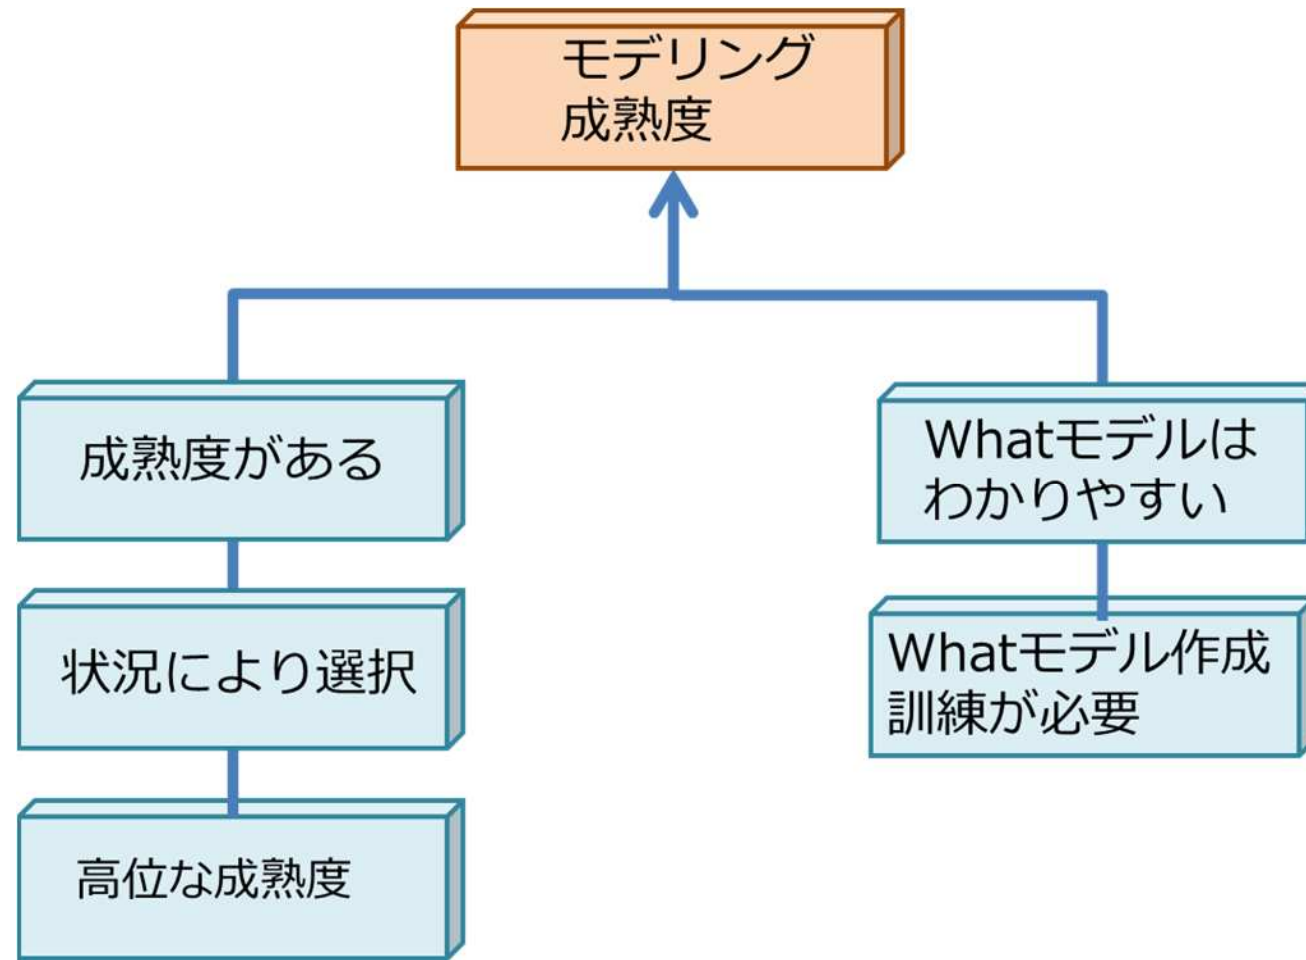 モデリング
成熟度
成熟度がある
状況により選択
高位な成熟度
Whatモデルは
わかりやすい
Whatモデル作成
訓練が必要